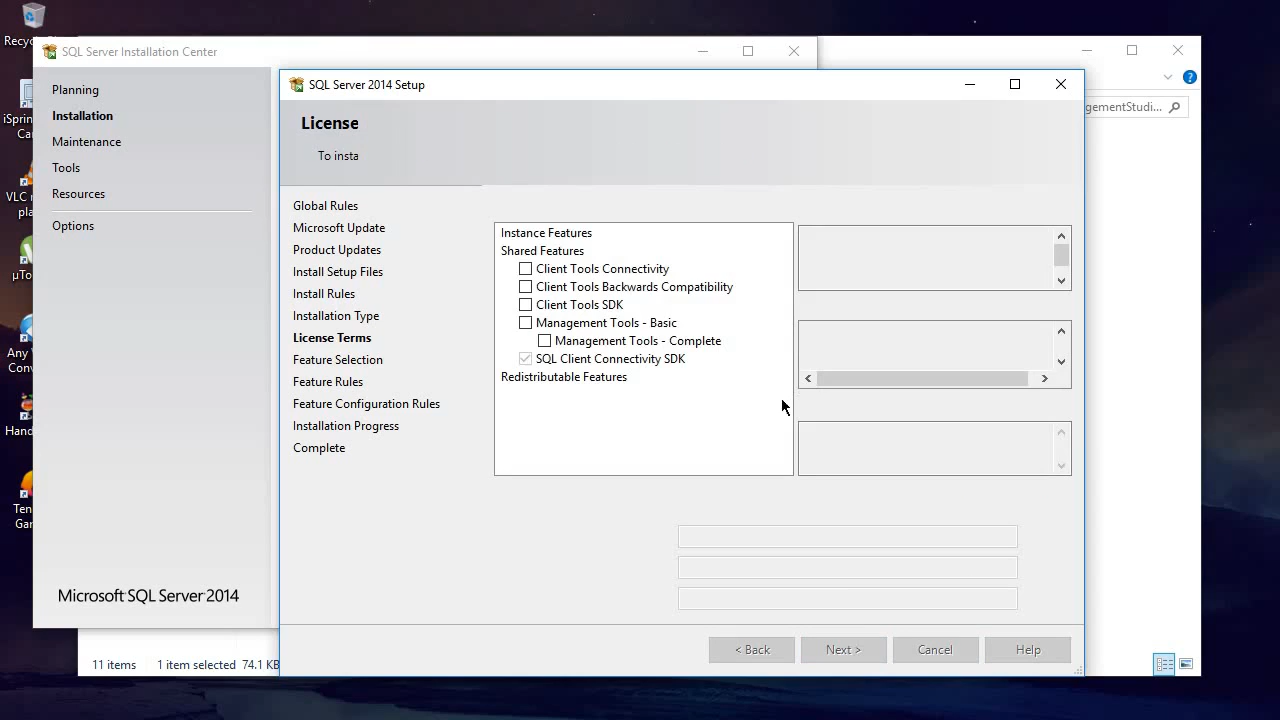 Recyc
SQL Server Installation Center
SQL Server 2014 Setup
Planning
Installation
Maintenance
Tools
Resources
Options
Microsoft SQL Server 2014
iSprin
Ca
VLC
pla
µTo
Any
Conv
Hand
Ten
Gar
gementStudi...
License
To insta
Global Rules
Microsoft Update
Product Updates
Install Setup Files
Install Rules
Installation Type
License Terms
Feature Selection
Feature Rules
Feature Configuration Rules
Installation Progress
Complete
Instance Features
Shared Features
Client Tools Connectivity
Client Tools Backwards Compatibility
Client Tools SDK
Management Tools - Basic
Management Tools - Complete
SQL Client Connectivity SDK
Redistributable Features
< Back
Next >
Cancel
Help
11 items 1 item selected 74.1 KB